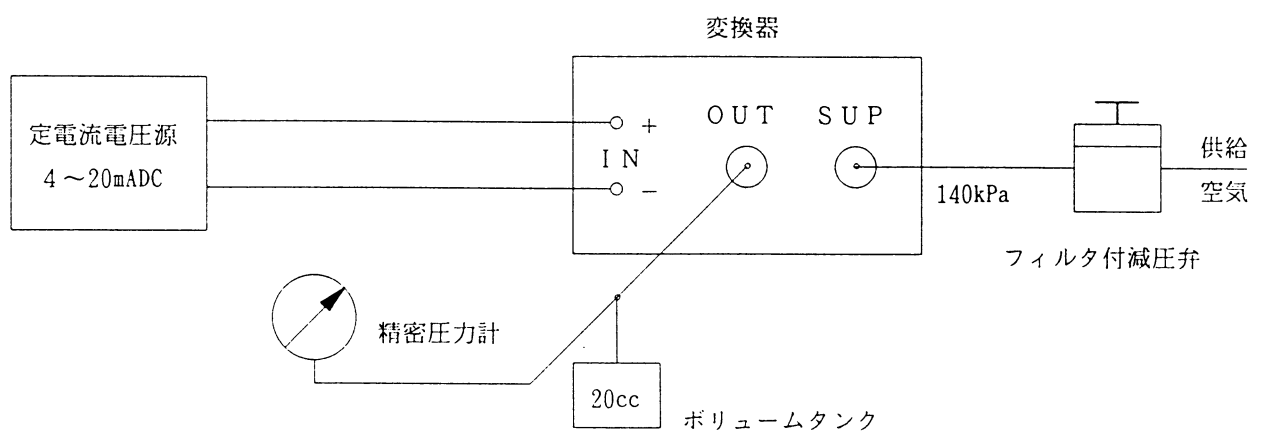 変換器
定電流電圧源
4～20mADC
+
IN
−
OUT
SUP
140kPa
供給
空気
フィルタ付減圧弁
精密圧力計
20cc
ボリュームタンク